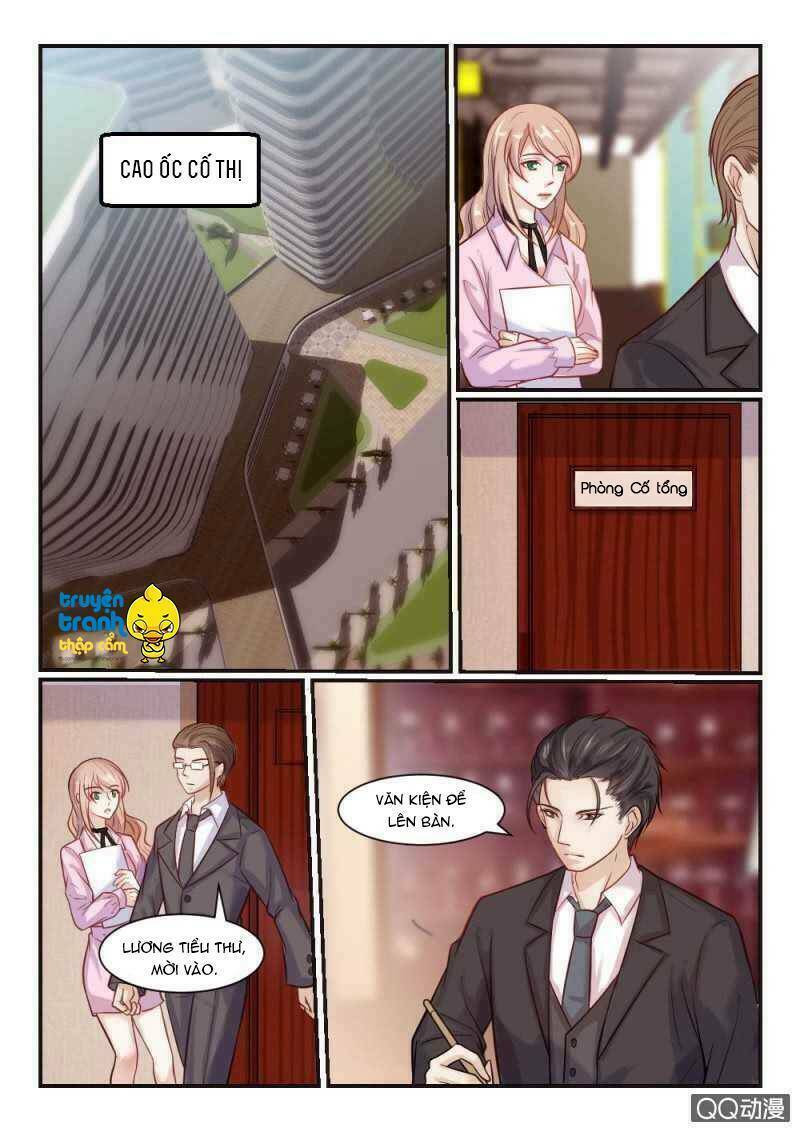 CAO ỐC CỐ THỊ
Phòng Cố tổng
truyện
tranh
thập cẩm
LƯƠNG TIỂU THƯ,
MỜI VÀO.
VĂN KIỆN ĐỂ
LÊN BÀN.
QQ动漫